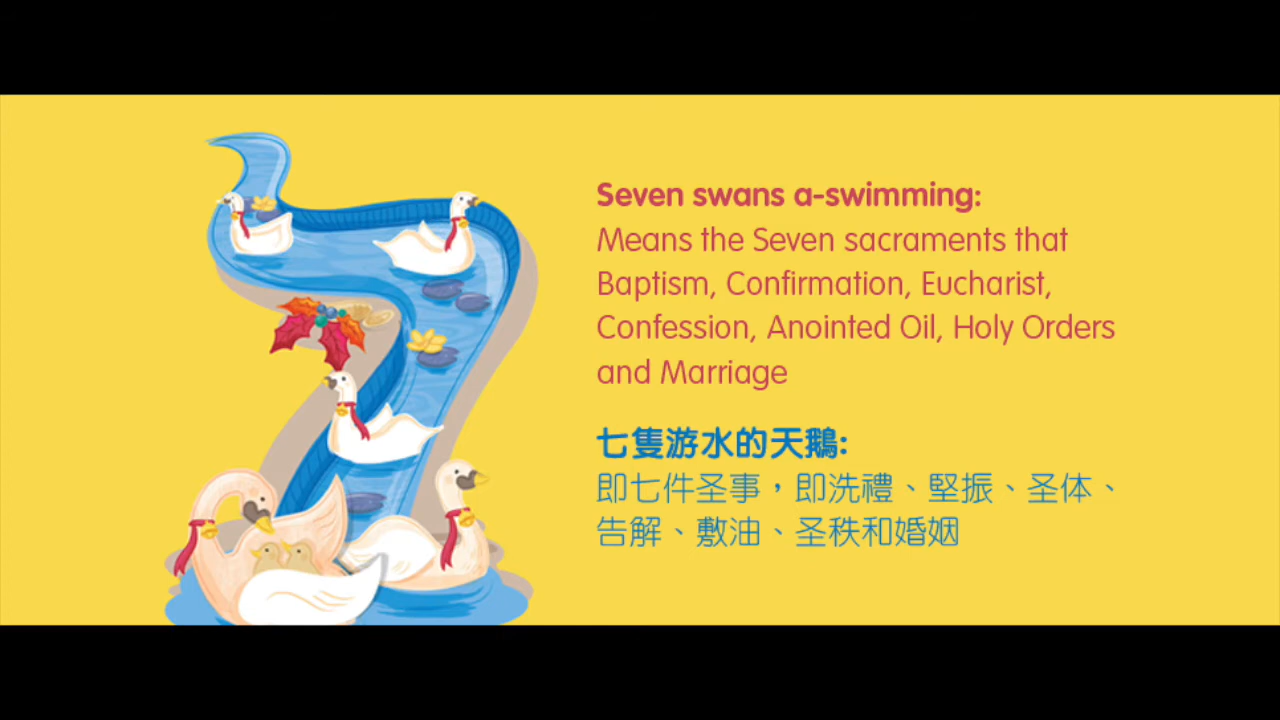 Seven swans a-swimming:
Means the Seven sacraments that
Baptism, Confirmation, Eucharist,
Confession, Anointed Oil, Holy Orders
and Marriage
七隻游水的天鵝:
即七件圣事，即洗禮、堅振、圣体、
告解、敷油、圣秩和婚姻